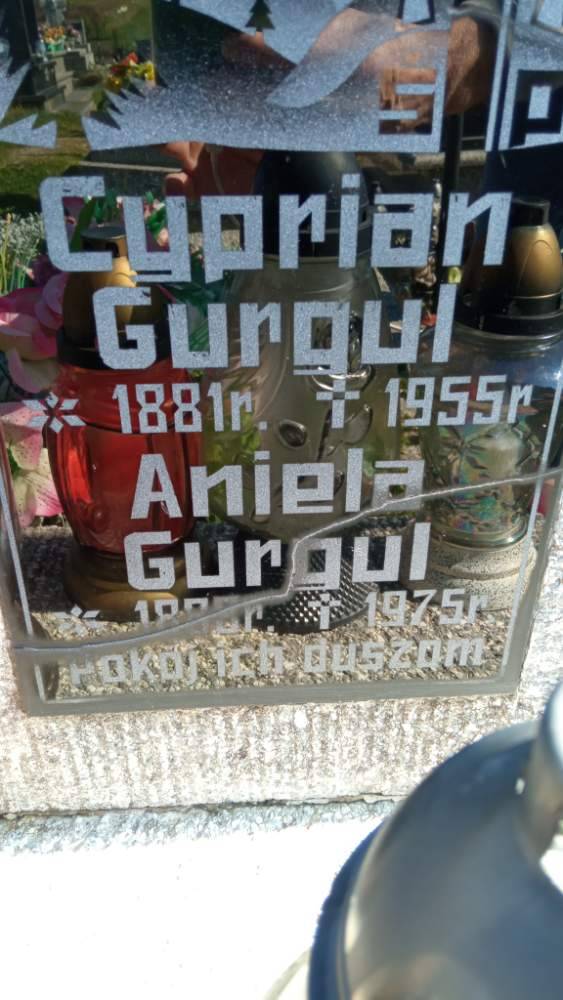 Ś P
Cyprian
Gurgul
* 1881r. † 1955r
Aniela
Gurgul
* † 1975r.
Pokój ich duszom